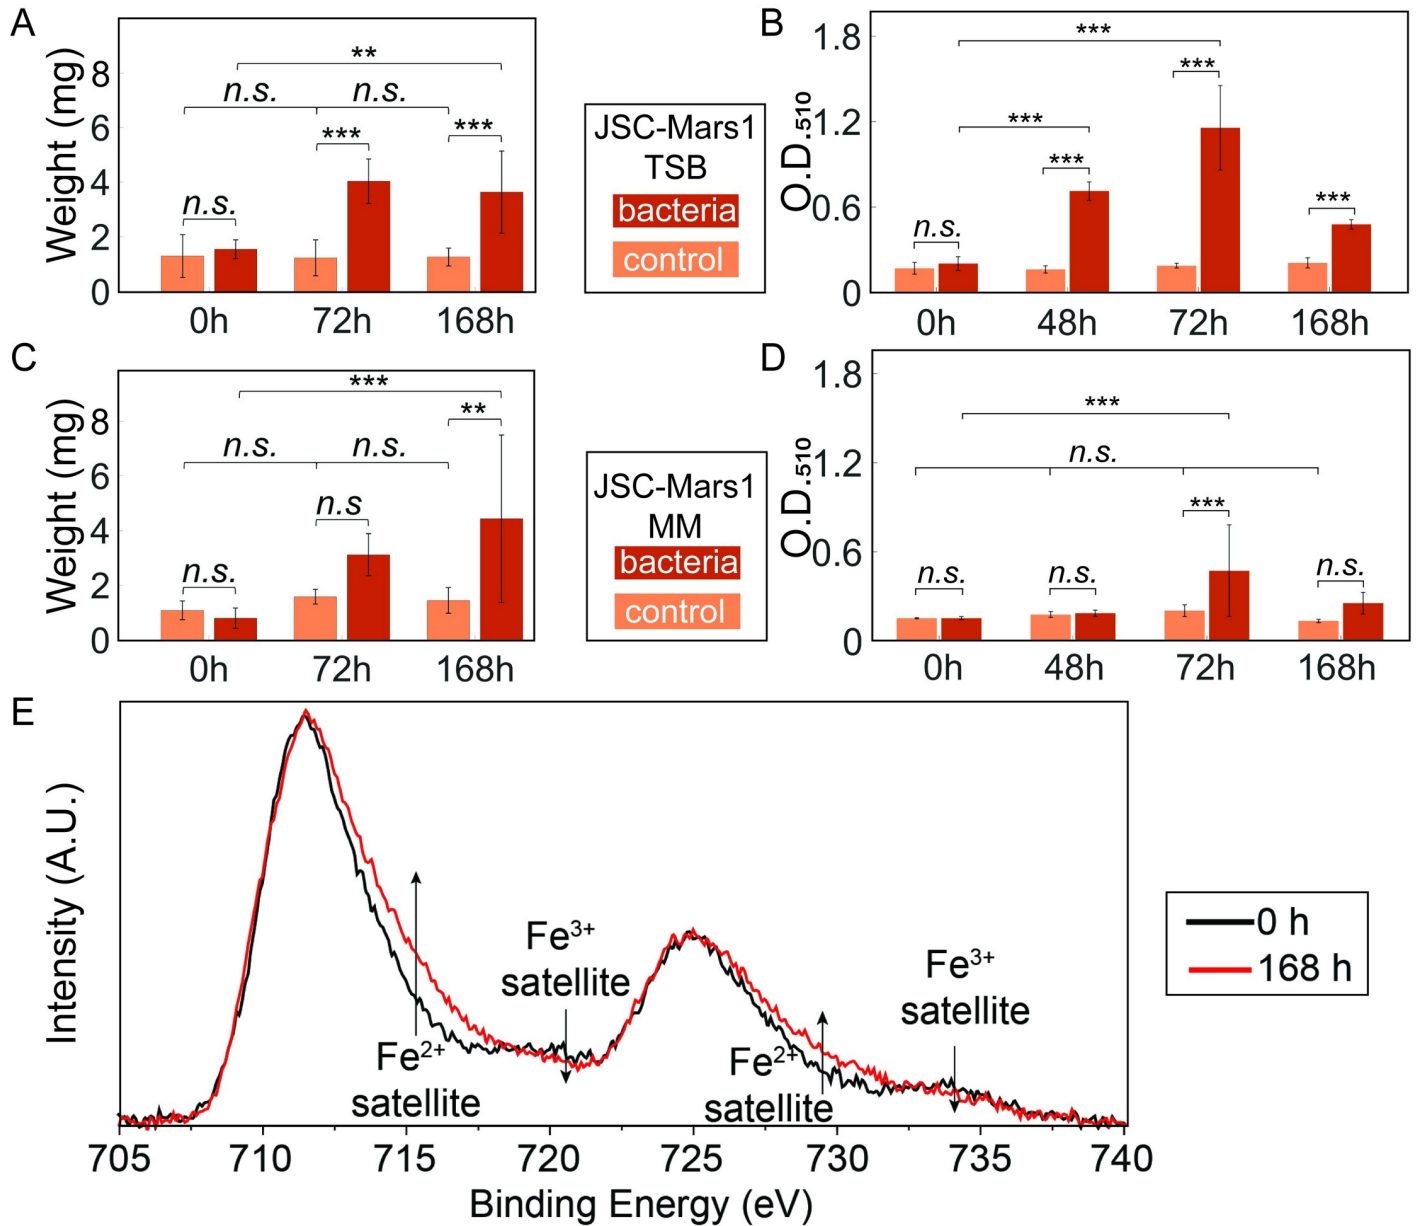 A
Weight (mg)
8
6
4
2
0
**
n.s.
n.s.
***
***
n.s.
0h
72h
168h
JSC-Mars1
TSB
bacteria
control
B
O.D.510
1.8
1.2
0.6
0
***
***
***
***
***
n.s.
0h
48h
72h
168h
C
Weight (mg)
8
6
4
2
0
***
**
n.s.
n.s.
n.s
n.s.
0h
72h
168h
JSC-Mars1
MM
bacteria
control
D
O.D.510
1.8
1.2
0.6
0
***
n.s.
***
n.s.
n.s.
n.s.
0h
48h
72h
168h
E
Intensity (A.U.)
Fe3+
satellite
Fe3+
satellite
Fe2+
satellite
Fe2+
satellite
0 h
168 h
705
710
715
720
725
730
735
740
Binding Energy (eV)